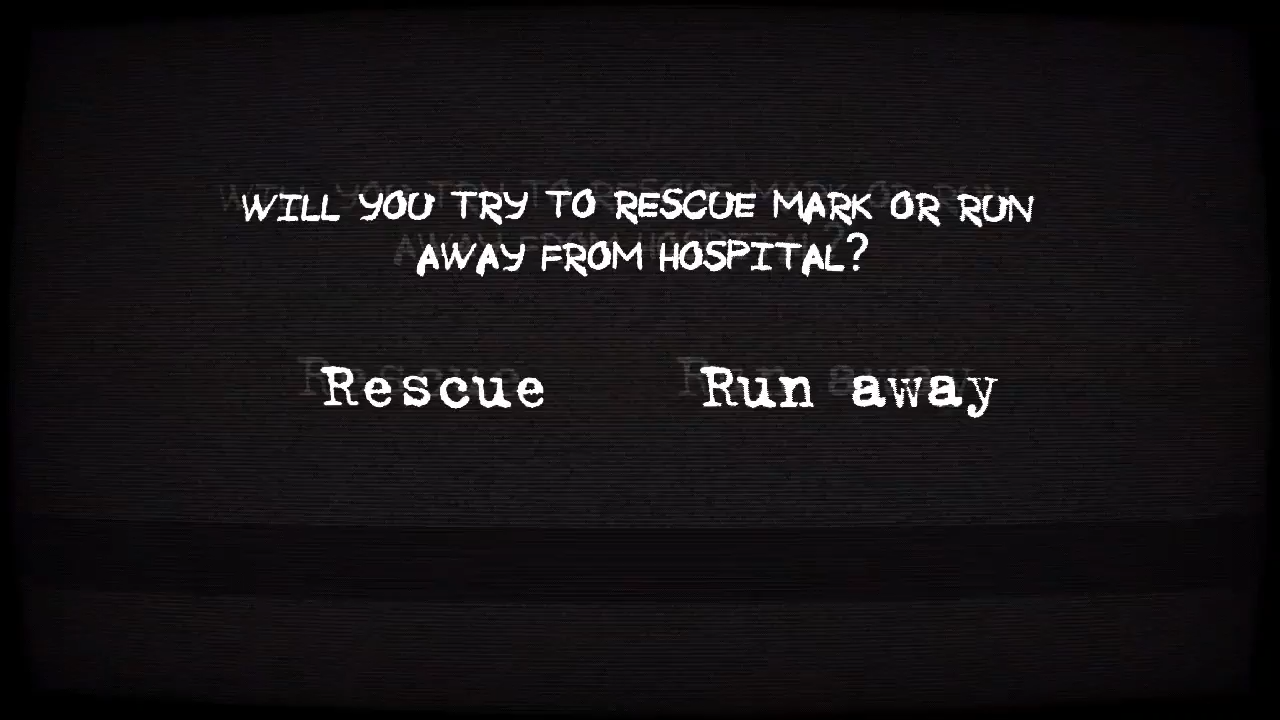 WILL YOU TRY TO RESCUE MARK OR RUN
AWAY FROM HOSPITAL?
Rescue Run away